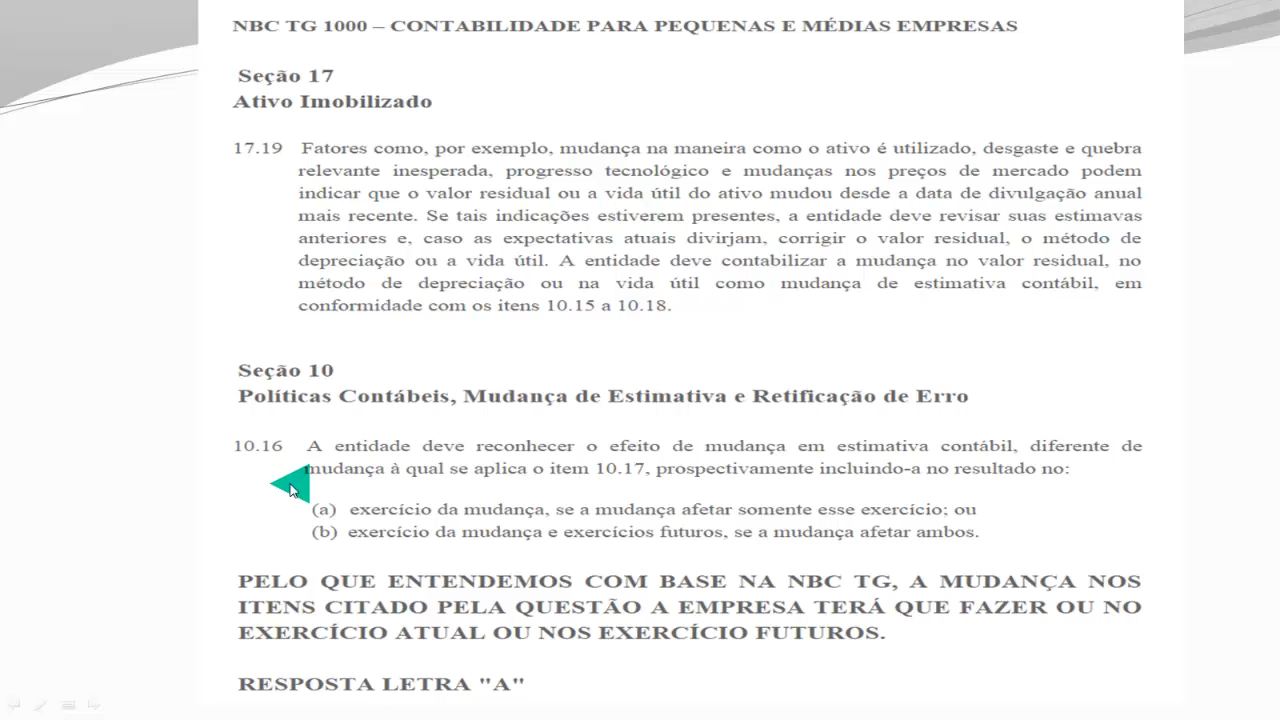 NBC TG 1000 – CONTABILIDADE PARA PEQUENAS E MÉDIAS EMPRESAS
Seção 17
Ativo Imobilizado
17.19 Fatores como, por exemplo, mudança na maneira como o ativo é utilizado, desgaste e quebra
relevante inesperada, progresso tecnológico e mudanças nos preços de mercado podem
indicar que o valor residual ou a vida útil do ativo mudou desde a data de divulgação anual
mais recente. Se tais indicações estiverem presentes, a entidade deve revisar suas estimavas
anteriores e, caso as expectativas atuais divirjam, corrigir o valor residual, o método de
depreciação ou a vida útil. A entidade deve contabilizar a mudança no valor residual, no
método de depreciação ou na vida útil como mudança de estimativa contábil, em
conformidade com os itens 10.15 a 10.18.
Seção 10
Políticas Contábeis, Mudança de Estimativa e Retificação de Erro
10.16 A entidade deve reconhecer o efeito de mudança em estimativa contábil, diferente de
mudança à qual se aplica o item 10.17, prospectivamente incluindo-a no resultado no:
(a) exercício da mudança, se a mudança afetar somente esse exercício; ou
(b) exercício da mudança e exercícios futuros, se a mudança afetar ambos.
PELO QUE ENTENDEMOS COM BASE NA NBC TG, A MUDANÇA NOS
ITENS CITADO PELA QUESTÃO A EMPRESA TERÁ QUE FAZER OU NO
EXERCÍCIO ATUAL OU NOS EXERCÍCIO FUTUROS.
RESPOSTA LETRA "A"